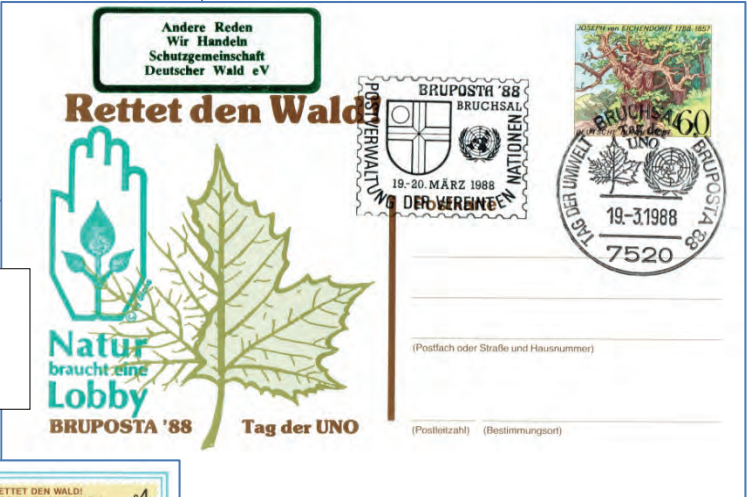 Andere Reden
Wir Handeln
Schutzgemeinschaft
Deutscher Wald eV
Rettet den Wald!
Natur
braucht eine
Lobby
BRUPOSTA '88 Tag der UNO
POSTVERWALTUNG DER VEREINTEN NATIONEN
BRUPOSTA '88
BRUCHSAL
19.-20. MÄRZ 1988
Postkarte
JOSEPH von EICHENDORFF 1788-1857
DEUTSCHE
60
BRUCHSAL
Tag der
UNO
TAG DER UMWELT BRUPOSTA '88
19.-3.1988
7520
(Postfach oder Straße und Hausnummer)
(Postleitzahl) (Bestimmungsort)
RETTET DEN WALD!